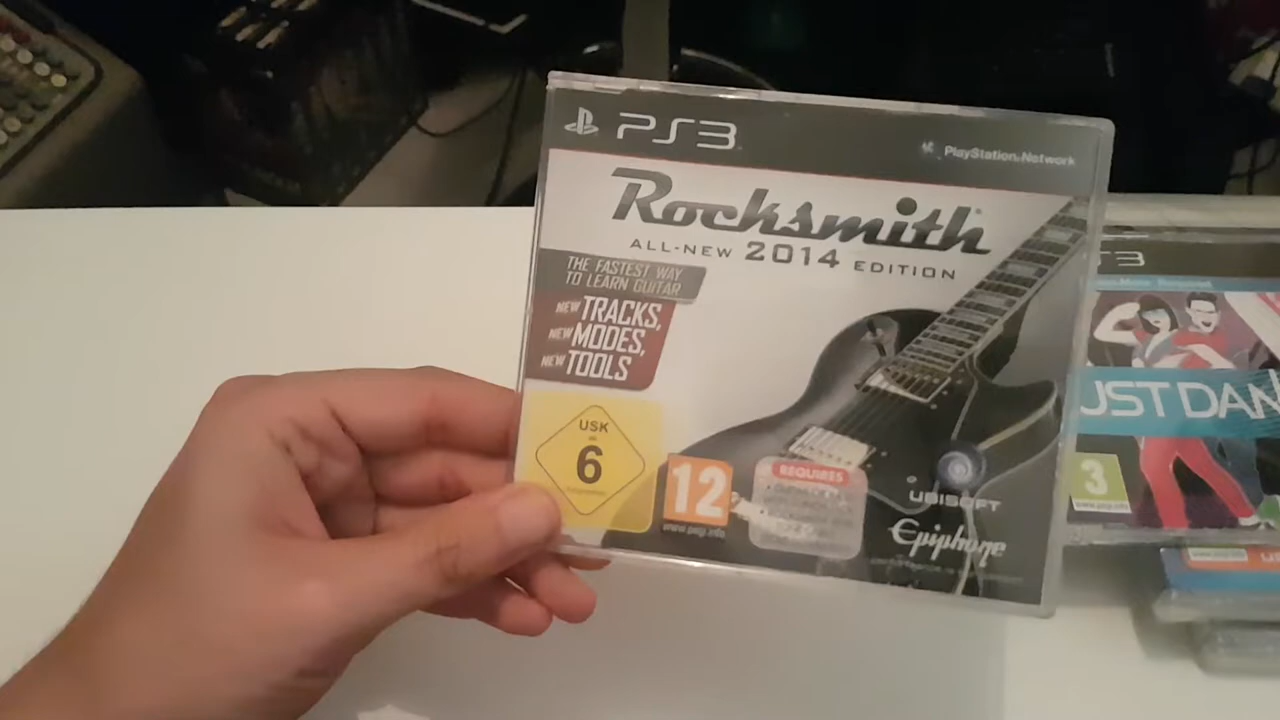 PS3
PlayStation Network
Rocksmith
ALL-NEW 2014 EDITION
THE FASTEST WAY
TO LEARN GUITAR
NEW TRACKS,
NEW MODES,
NEW TOOLS
USK
6
12
www.pegi.info
REQUIRES
UBISOFT
Epiphone
UST DAN
3